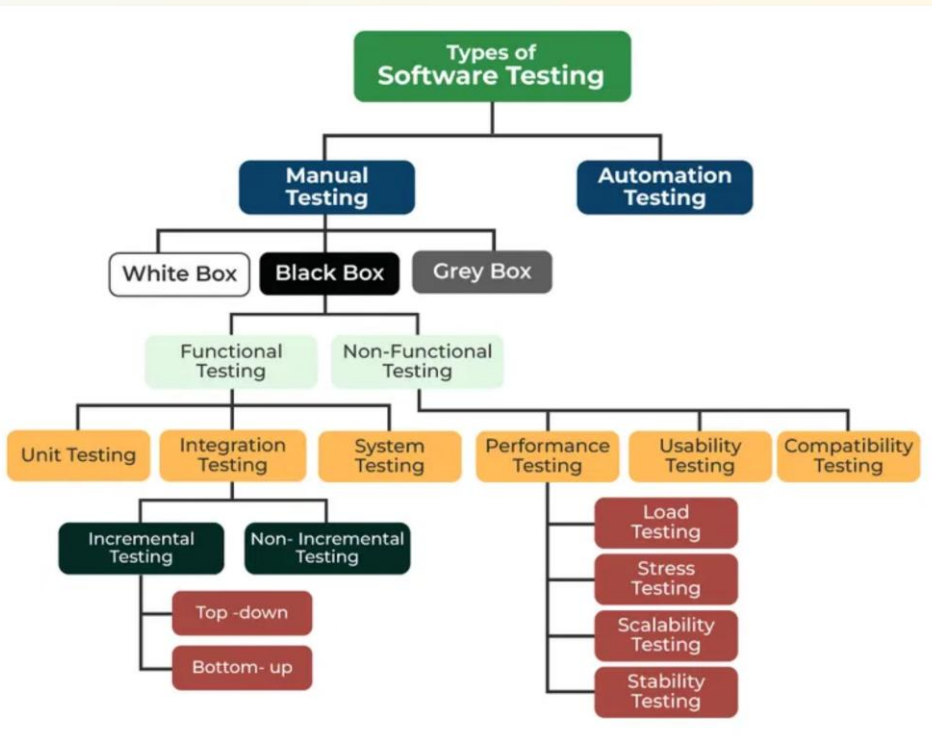 Types of
Software Testing
Manual
Testing
Automation
Testing
White Box
Black Box
Grey Box
Functional
Testing
Non-Functional
Testing
Unit Testing
Integration
Testing
System
Testing
Performance
Testing
Usability
Testing
Compatibility
Testing
Incremental
Testing
Non- Incremental
Testing
Top -down
Bottom- up
Load
Testing
Stress
Testing
Scalability
Testing
Stability
Testing